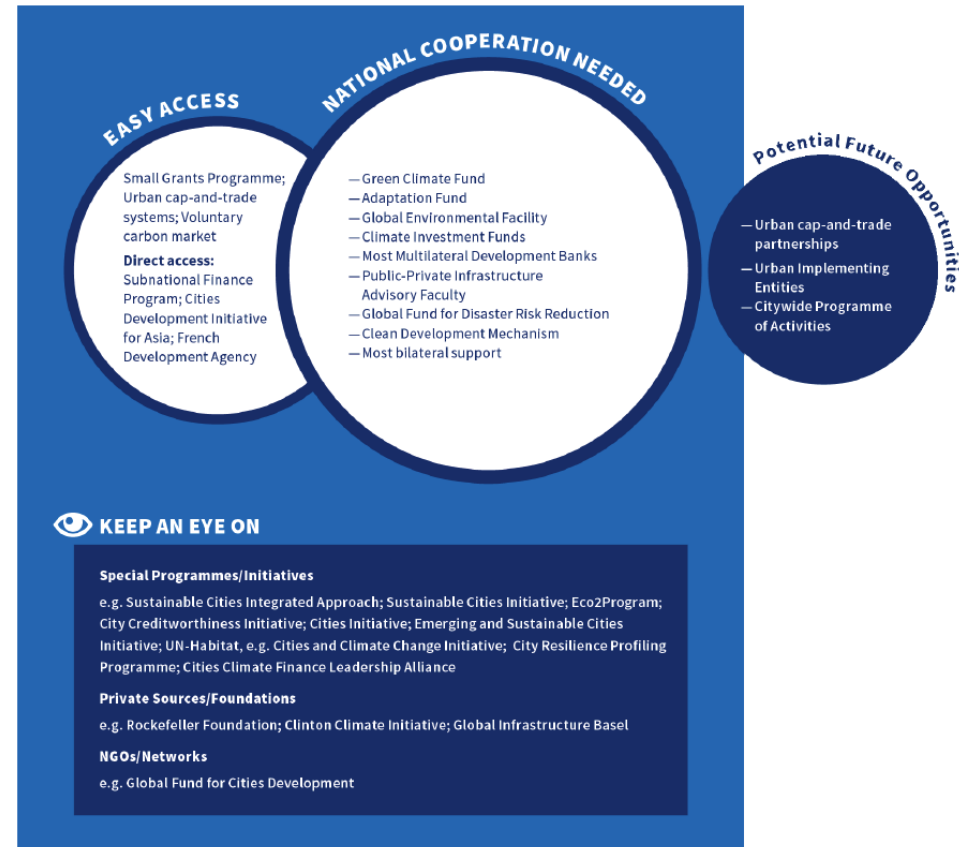 EASY ACCESS
Small Grants Programme;
Urban cap-and-trade
systems; Voluntary
carbon market
Direct access:
Subnational Finance
Program; Cities
Development Initiative
for Asia; French
Development Agency
NATIONAL COOPERATION NEEDED
— Green Climate Fund
— Adaptation Fund
— Global Environmental Facility
— Climate Investment Funds
— Most Multilateral Development Banks
— Public-Private Infrastructure
Advisory Faculty
— Global Fund for Disaster Risk Reduction
— Clean Development Mechanism
— Most bilateral support
Potential Future Opportunities
— Urban cap-and-trade
partnerships
— Urban Implementing
Entities
— Citywide Programme
of Activities
KEEP AN EYE ON
Special Programmes/Initiatives
e.g. Sustainable Cities Integrated Approach; Sustainable Cities Initiative; Eco2Program;
City Creditworthiness Initiative; Cities Initiative; Emerging and Sustainable Cities
Initiative; UN-Habitat, e.g. Cities and Climate Change Initiative; City Resilience Profiling
Programme; Cities Climate Finance Leadership Alliance
Private Sources/Foundations
e.g. Rockefeller Foundation; Clinton Climate Initiative; Global Infrastructure Basel
NGOs/Networks
e.g. Global Fund for Cities Development